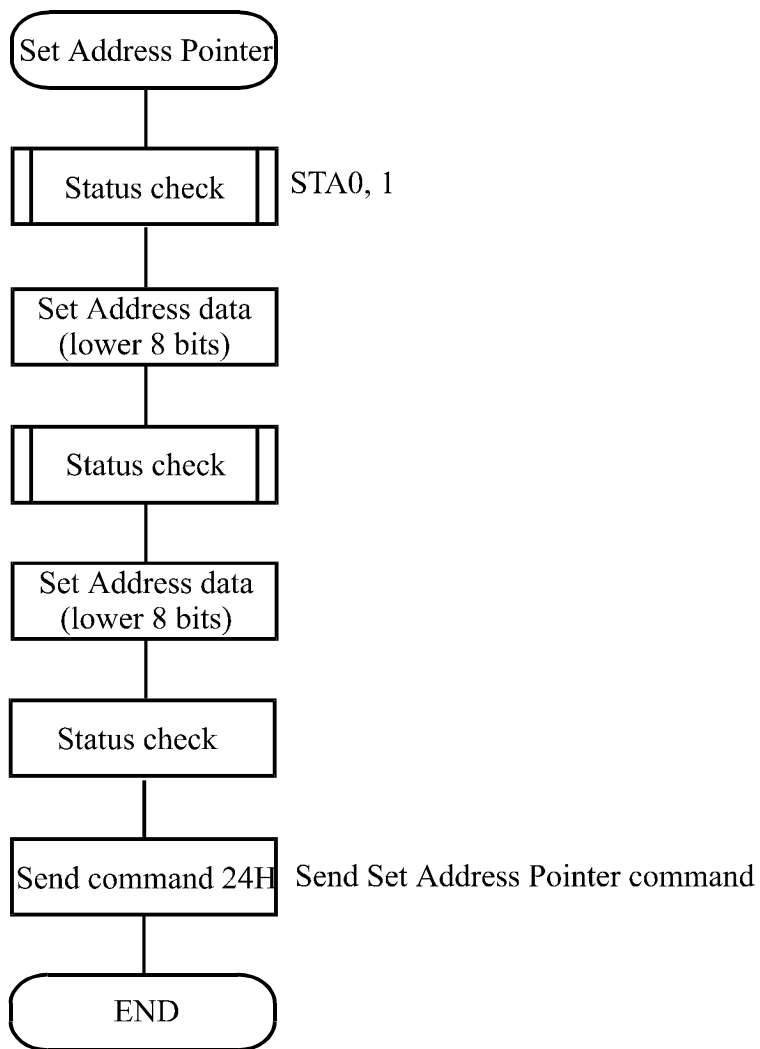 Set Address Pointer
Status check
STA0, 1
Set Address data
(lower 8 bits)
Status check
Set Address data
(lower 8 bits)
Status check
Send command 24H
Send Set Address Pointer command
END